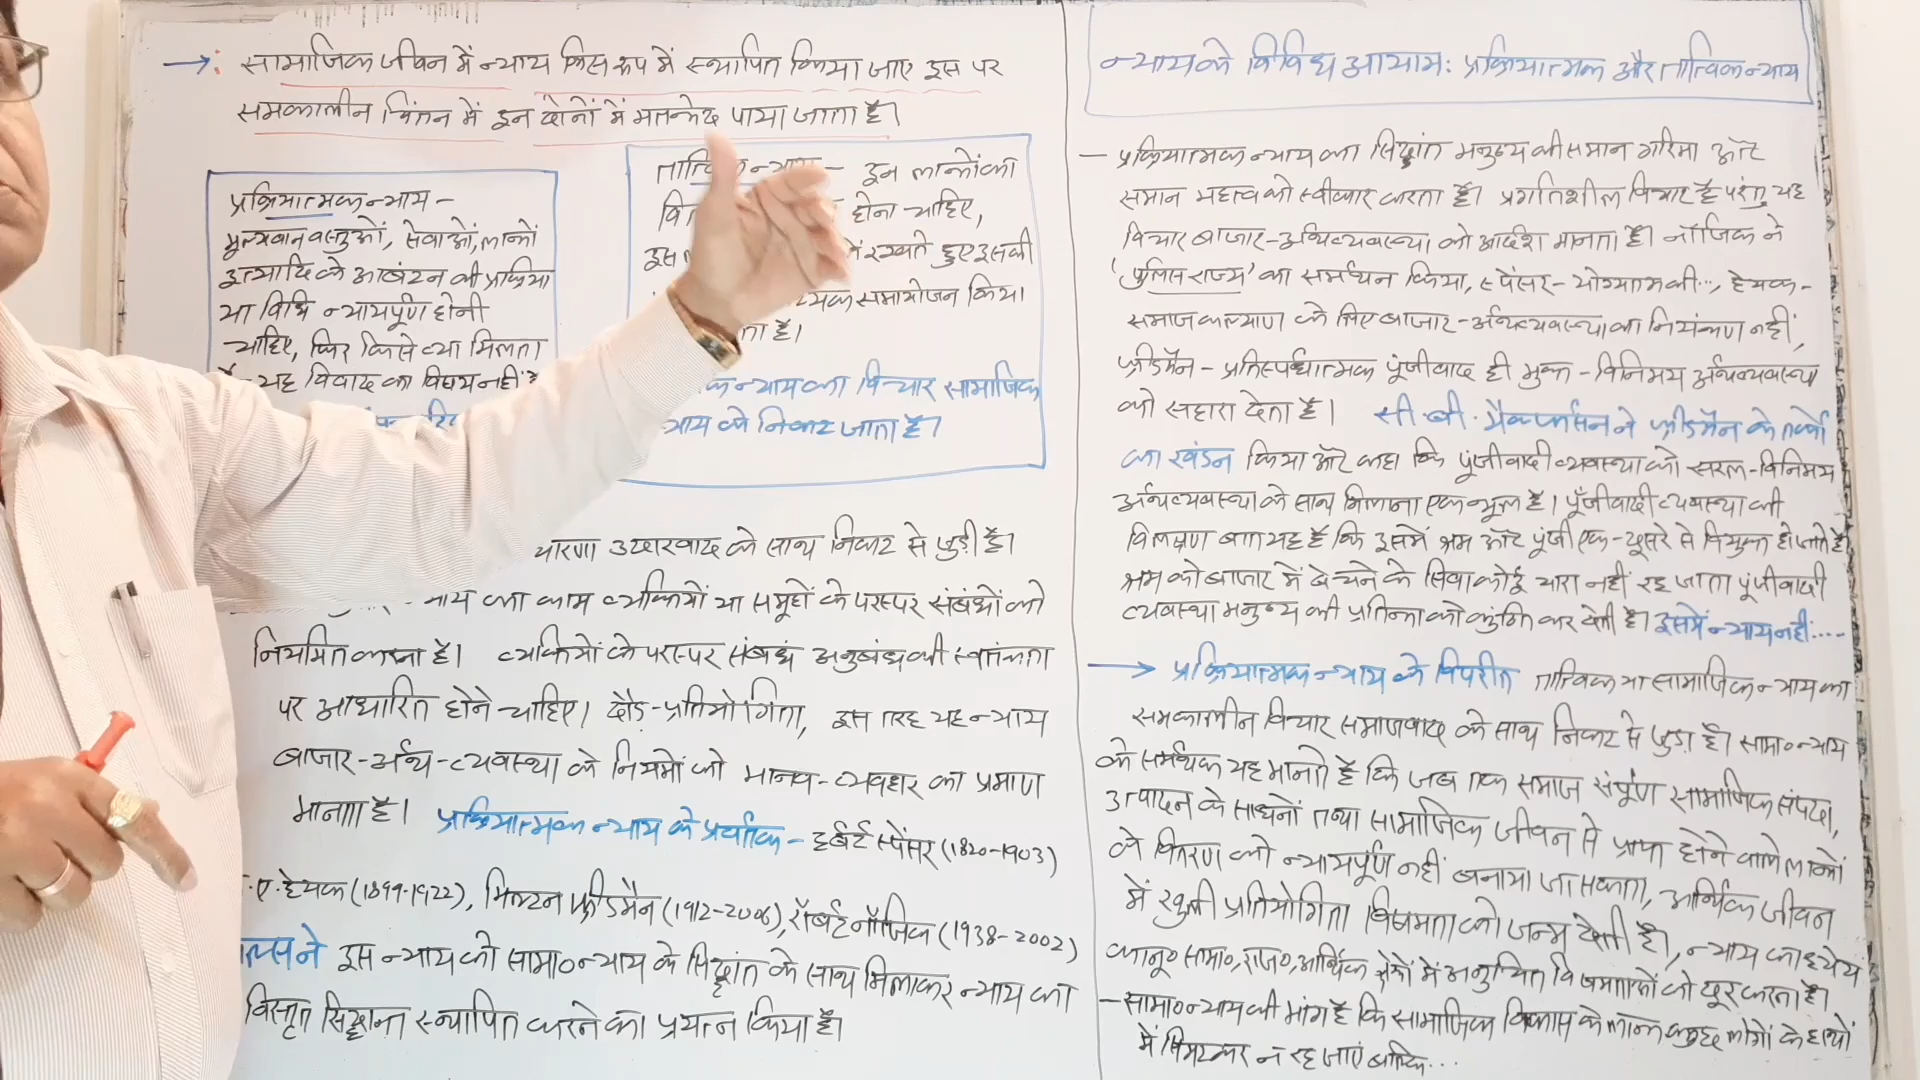 सामाजिक जीवन में न्याय किस रूप में स्थापित किया जाए इस पर
समकालीन चिंतन में इन दोनों में मतभेद पाया जाता है।
प्रक्रियात्मक न्याय -
मूल्यवान वस्तुओं, सेवाओं, लाभों
इत्यादि के आबंटन की प्रक्रिया
या विधि न्यायपूर्ण होनी
चाहिए, फिर किसे क्या मिलता
यह विवाद का विषय नहीं है
तात्विक न्याय - इन लाभों का
होना चाहिए,
रखते हुए इसकी
समायोजन किया
है।
न्याय का विचार सामाजिक
न्याय के निकट जाता है।
धारणा उदारवाद के साथ निकट से जुड़ी है।
न्याय का काम व्यक्तियों या समूहों के परस्पर संबंधों को
नियमित करना है। व्यक्तियों के परस्पर संबंध अनुबंध की स्वतंत्रता
पर आधारित होने चाहिए। दौड़-प्रतियोगिता, इस तरह यह न्याय
बाजार-अर्थ-व्यवस्था के नियमों को मानव-व्यवहार का प्रमाण
मानता है। प्रक्रियात्मक न्याय के प्रवर्तक - हर्बर्ट स्पेंसर (1820-1903)
ए. हेयक (1899-1922), मिल्टन फ्रीडमैन (1912-2006), रॉबर्ट नॉजिक (1938-2002)
रॉल्स ने इस न्याय को सामा० न्याय के सिद्धांत के साथ मिलाकर न्याय का
विस्तृत सिद्धान्त स्थापित करने का प्रयत्न किया है।
न्याय के विविध आयाम: प्रक्रियात्मक और तात्विक न्याय
- प्रक्रियात्मक न्याय का सिद्धांत मनुष्य की समान गरिमा और
समान महत्व को स्वीकार करता है। प्रगतिशील विचार है परंतु यह
विचार बाजार-अर्थव्यवस्था को आदर्श मानता है। नॉजिक ने
'पुलिस राज्य' का समर्थन किया, स्पेंसर - योग्यतम की..., हेयक-
समाज कल्याण के लिए बाजार-अर्थव्यवस्था का नियंत्रण नहीं,
फ्रीडमैन - प्रतिस्पर्धात्मक पूंजीवाद ही मुक्त-विनिमय अर्थव्यवस्था
को सहारा देता है। सी.बी. मैक्फर्सन ने फ्रीडमैन के तर्कों
का खंडन किया और कहा कि पूंजीवादी व्यवस्था को सरल-विनिमय
अर्थव्यवस्था के साथ मिलाना एक भूल है। पूँजीवादी व्यवस्था की
विलक्षण बात यह है कि इसमें श्रम और पूंजी एक-दूसरे से वियुक्त हो जाते है
श्रम को बाजार में बेचने के सिवा कोई चारा नहीं रह जाता पूंजीवादी
व्यवस्था मनुष्य की प्रतिभा को कुंठित कर देती है। इसमें न्याय नहीं....
प्रक्रियात्मक न्याय के विपरीत तात्विक या सामाजिक न्याय का
समकालीन विचार समाजवाद के साथ निकट से जुड़ा है। सामा० न्याय
के समर्थक यह मानते है कि जब तक समाज संपूर्ण सामाजिक संपदा,
उत्पादन के साधनों तथा सामाजिक जीवन से प्राप्त होने वाले लाभों
के वितरण को न्यायपूर्ण नहीं बनाया जा सकता, आर्थिक जीवन
में खुली प्रतियोगिता विषमता को जन्म देती है।, न्याय का ध्येय
कानू० सामा०, राज०, आर्थिक क्षेत्रों में अनुचित विषमताओं को दूर करता है।
- सामा० न्याय की मांग है कि सामाजिक विकास के लाभ कुछ लोगों के हाथों
में सिमटकर न रह जाएं बल्कि...